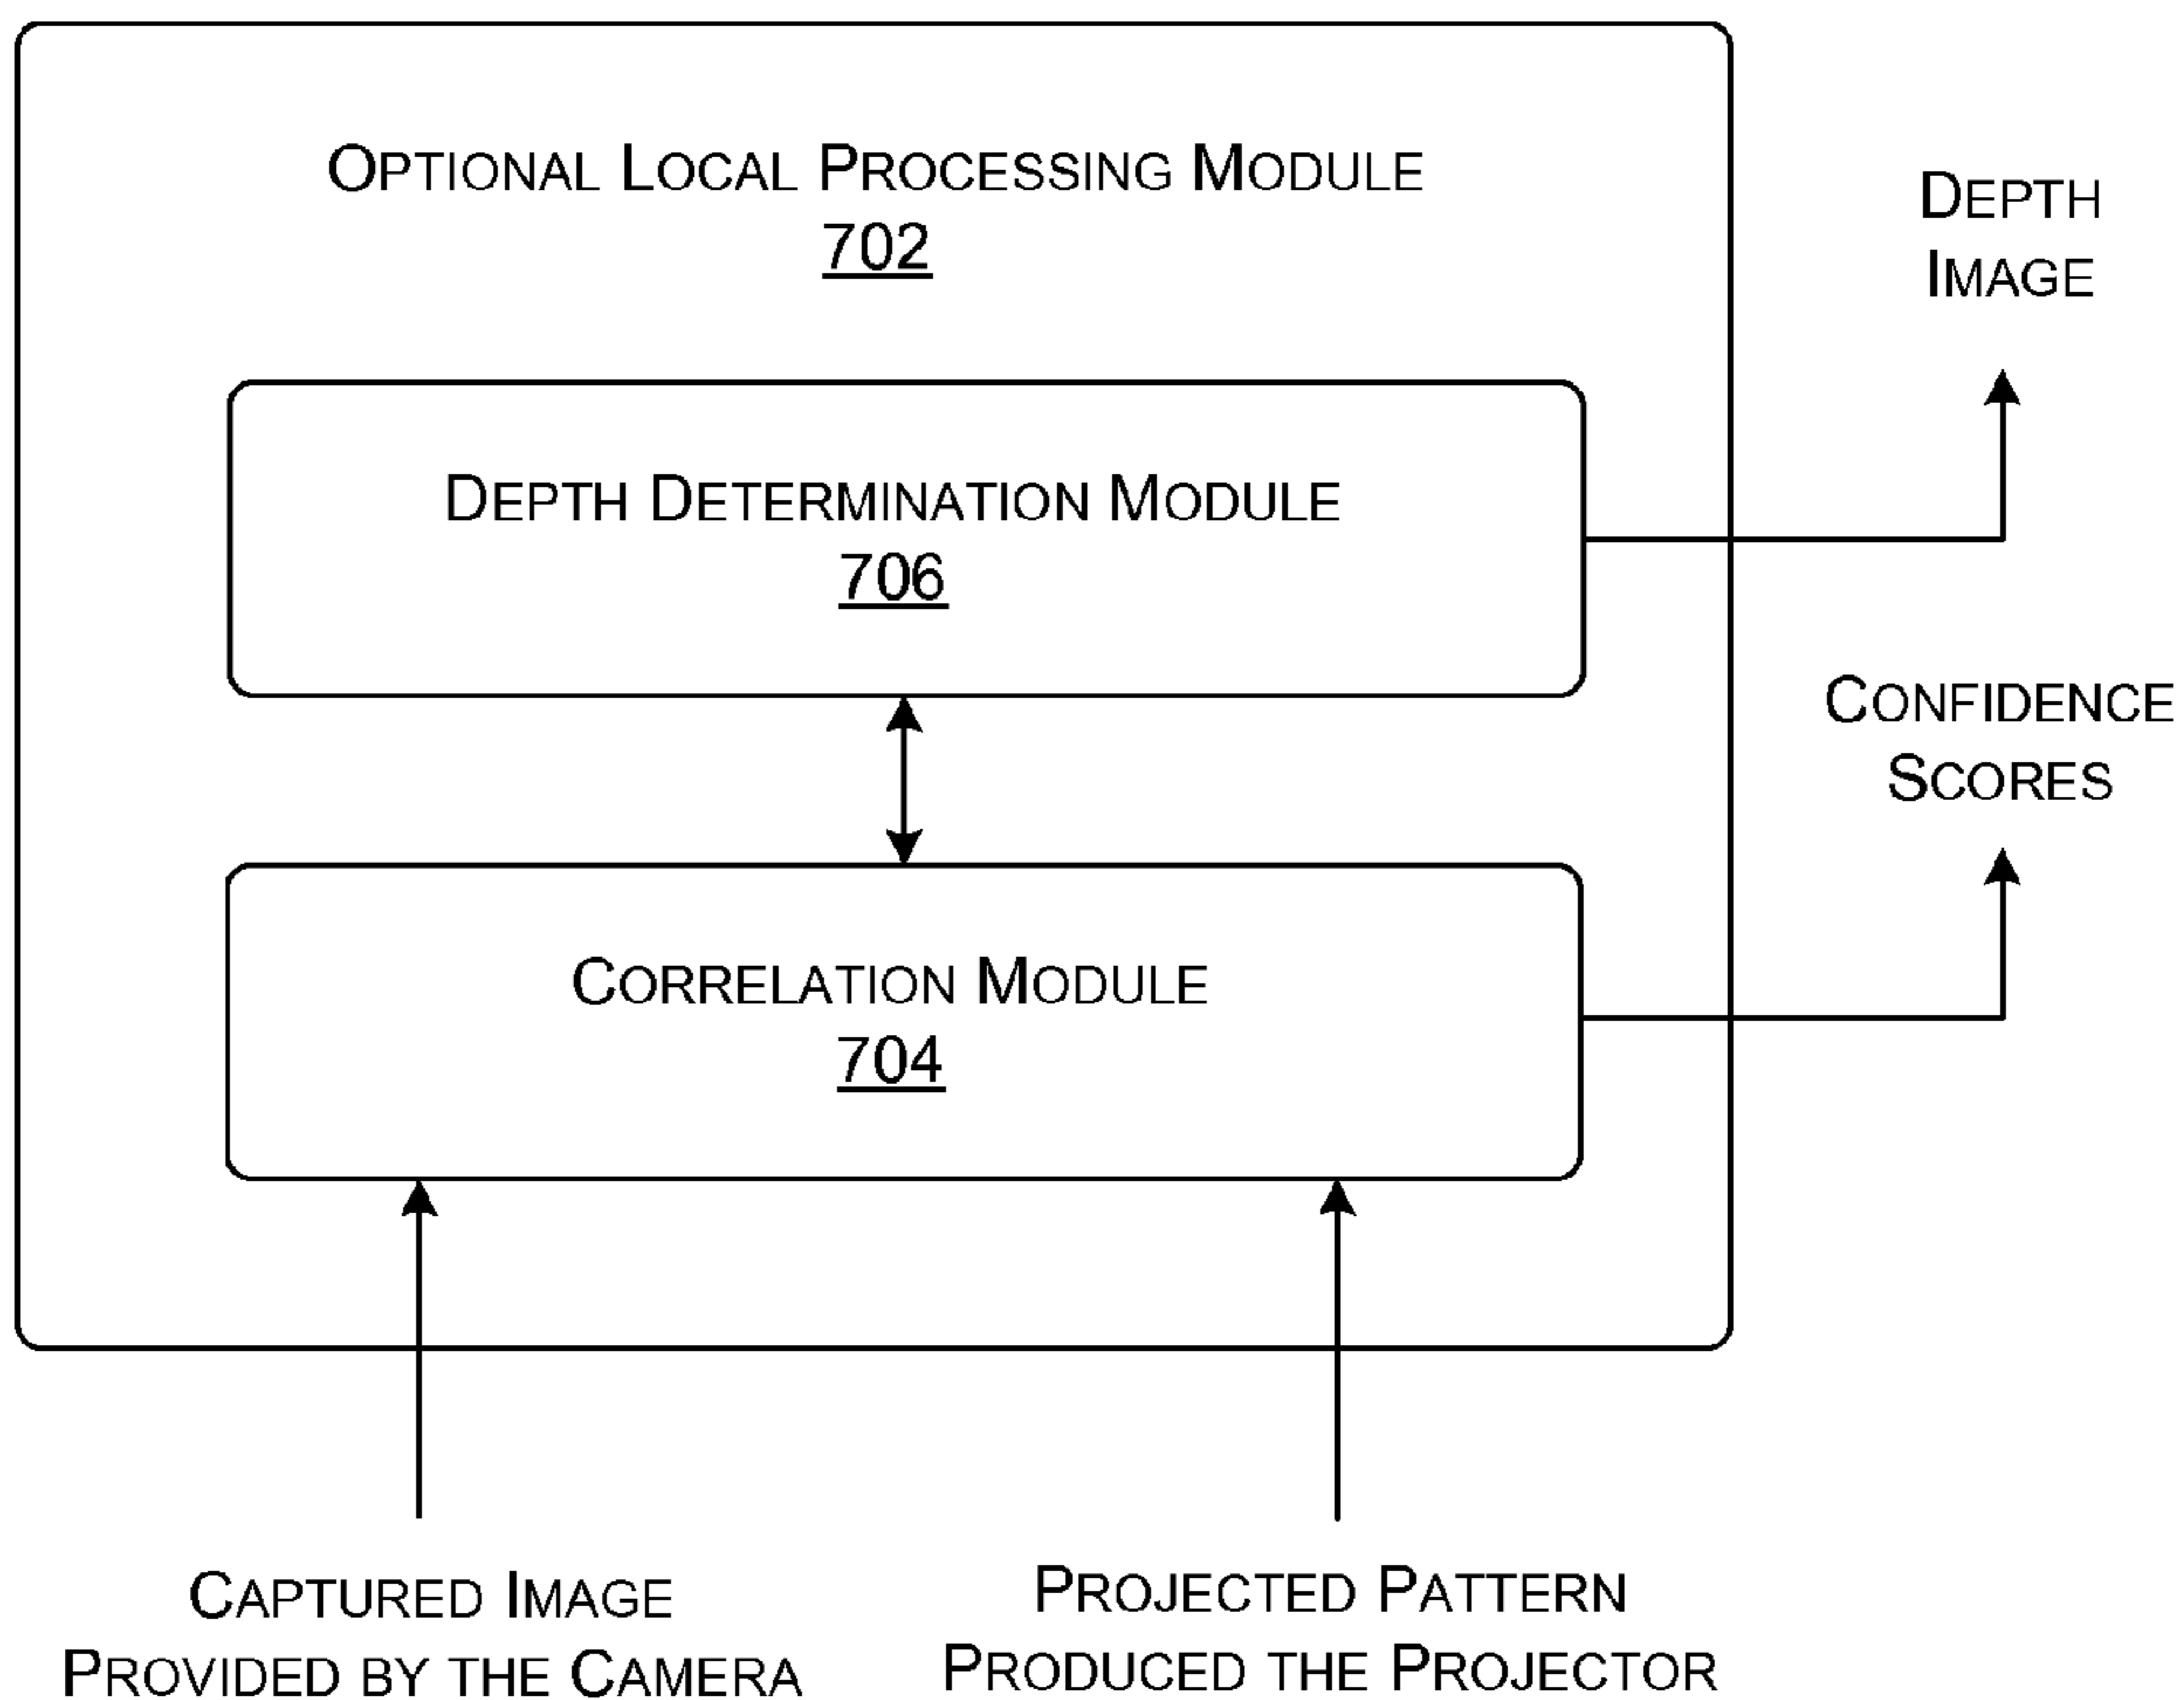 OPTIONAL LOCAL PROCESSING MODULE
702
DEPTH
IMAGE
DEPTH DETERMINATION MODULE
706
CONFIDENCE
SCORES
CORRELATION MODULE
704
CAPTURED IMAGE
PROVIDED BY THE CAMERA
PROJECTED PATTERN
PRODUCED THE PROJECTOR